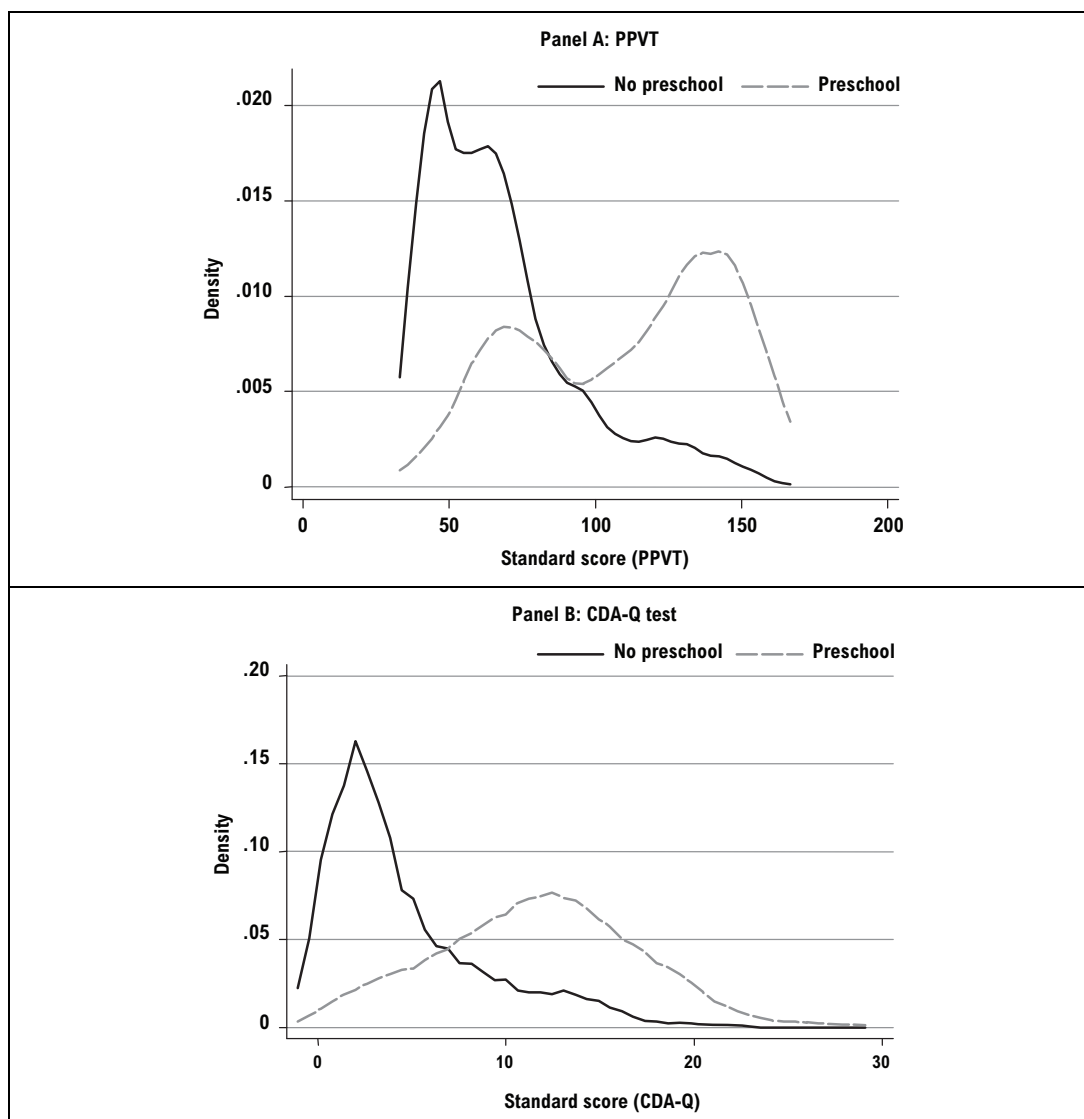 Panel A: PPVT
No preschool Preschool
.020
.015
.010
.005
0
Density
0 50 100 150 200
Standard score (PPVT)
Panel B: CDA-Q test
No preschool Preschool
.20
.15
.10
.05
0
Density
0 10 20 30
Standard score (CDA-Q)